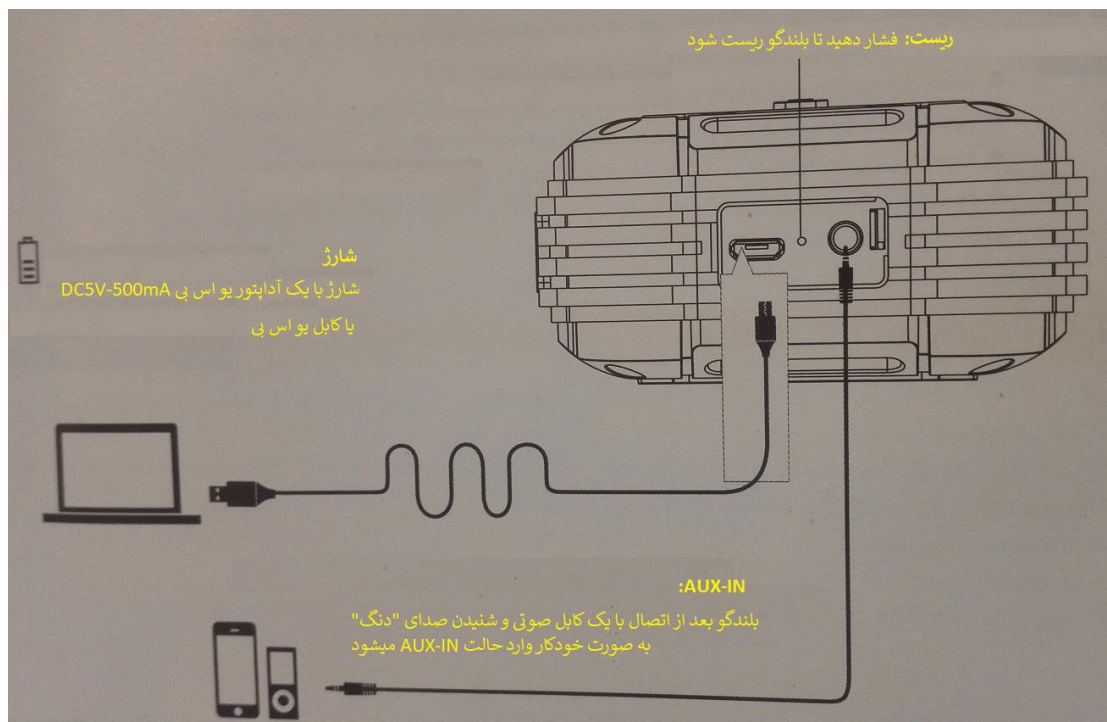 ریست: فشار دهید تا بلندگو ریست شود
شارژ
شارژ با یک آداپتور یو اس بی DC5V-500mA
یا کابل یو اس بی
AUX-IN:
بلندگو بعد از اتصال با یک کابل صوتی و شنیدن صدای "دنگ"
به صورت خودکار وارد حالت AUX-IN میشود